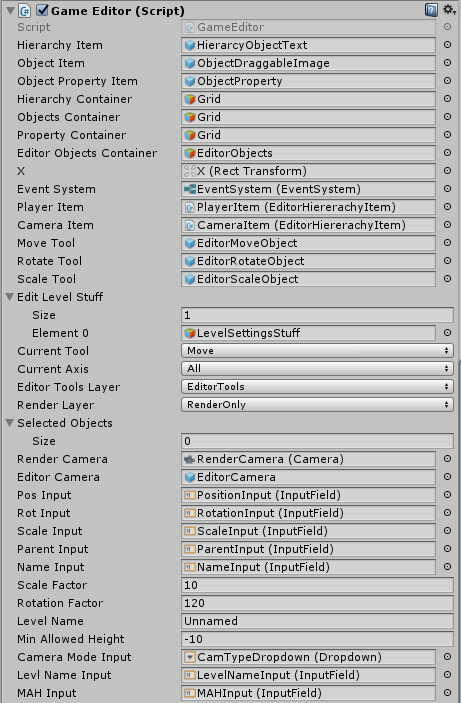 Game Editor (Script)
Script GameEditor
Hierarchy Item HierarcyObjectText
Object Item ObjectDraggableImage
Object Property Item ObjectProperty
Hierarchy Container Grid
Objects Container Grid
Property Container Grid
Editor Objects Container EditorObjects
X X (Rect Transform)
Event System EventSystem (EventSystem)
Player Item PlayerItem (EditorHiererachyItem)
Camera Item CameraItem (EditorHiererachyItem)
Move Tool EditorMoveObject
Rotate Tool EditorRotateObject
Scale Tool EditorScaleObject
Edit Level Stuff
Size 1
Element 0 LevelSettingsStuff
Current Tool Move
Current Axis All
Editor Tools Layer EditorTools
Render Layer RenderOnly
Selected Objects
Size 0
Render Camera RenderCamera (Camera)
Editor Camera EditorCamera
Pos Input PositionInput (InputField)
Rot Input RotationInput (InputField)
Scale Input ScaleInput (InputField)
Parent Input ParentInput (InputField)
Name Input NameInput (InputField)
Scale Factor 10
Rotation Factor 120
Level Name Unnamed
Min Allowed Height -10
Camera Mode Input CamTypeDropdown (Dropdown)
Levl Name Input LevelNameInput (InputField)
MAH Input MAHInput (InputField)